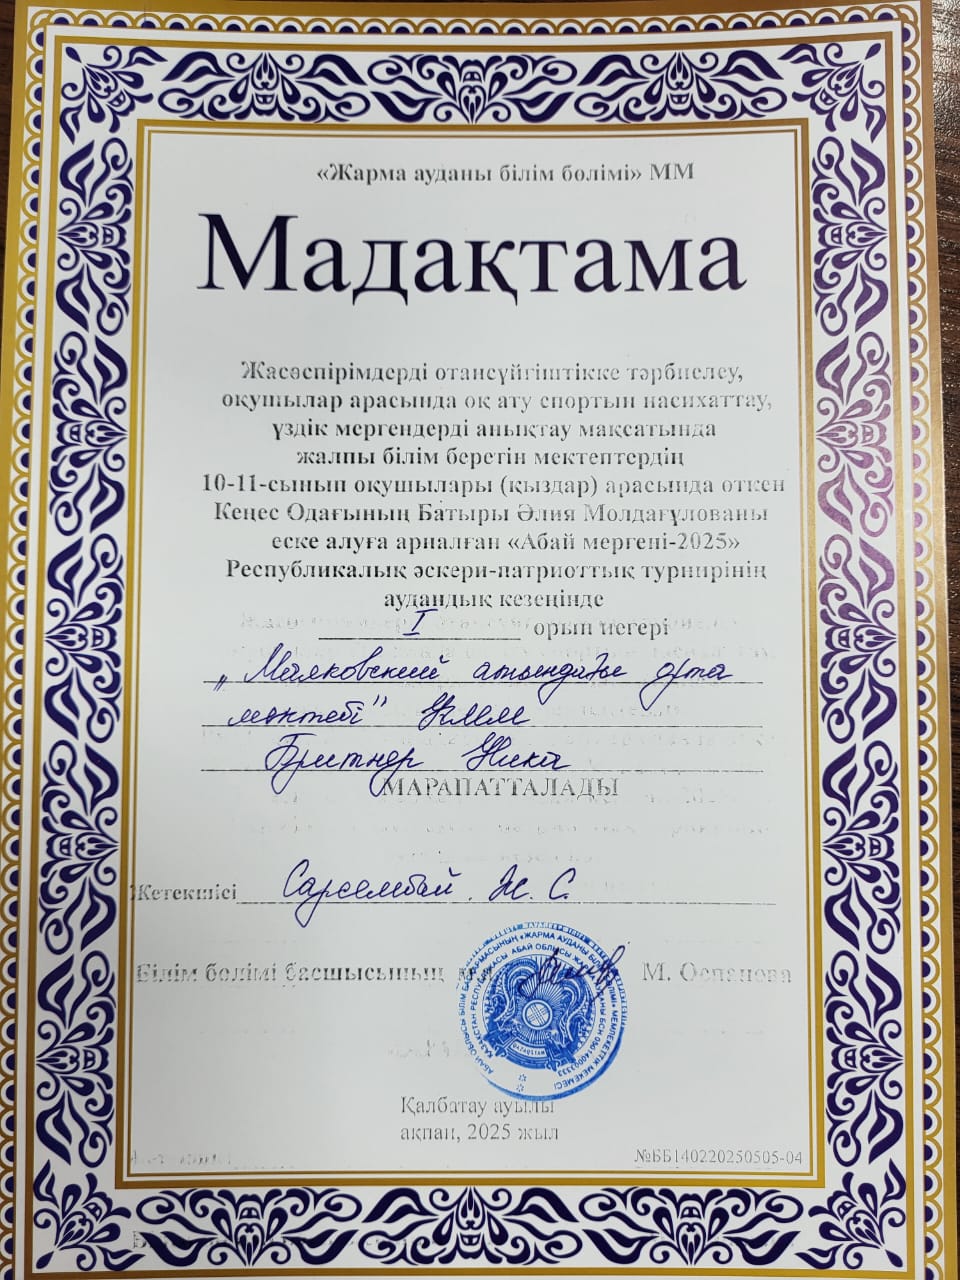 «Жарма ауданы білім бөлімі» ММ
Мадақтама
Жасөспірімдерді отансүйгіштікке тәрбиелеу,
оқушылар арасында оқ ату спортын насихаттау,
үздік мергендерді анықтау мақсатында
жалпы білім беретін мектептердің
10-11-сынып оқушылары (қыздар) арасында өткен
Кеңес Одағының Батыры Әлия Молдағұлованы
еске алуға арналған «Абай мергені-2025»
Республикалық әскери-патриоттық турнирінің
аудандық кезеңінде
I орын иегері
„Маяковский атындағы орта
мектебі" КММ
Бритнер Ника
МАРАПАТТАЛАДЫ
Жетекшісі Сарсембай Ж. С.
Білім бөлімі басшысының М. Оспанова
QAZAQSTAN
Қалбатау ауылы
ақпан, 2025 жыл
№ББ140220250505-04